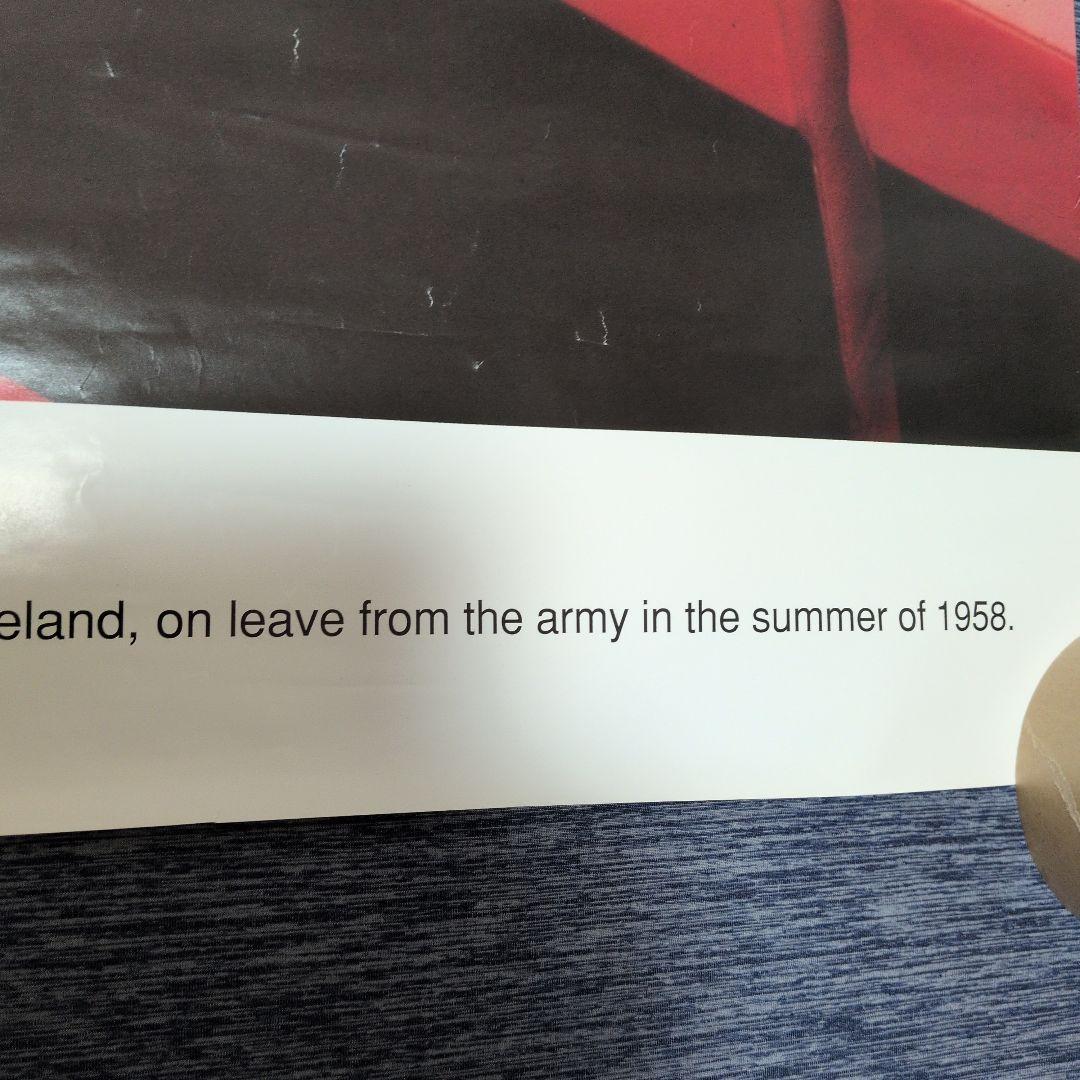 eland, on leave from the army in the summer of 1958.